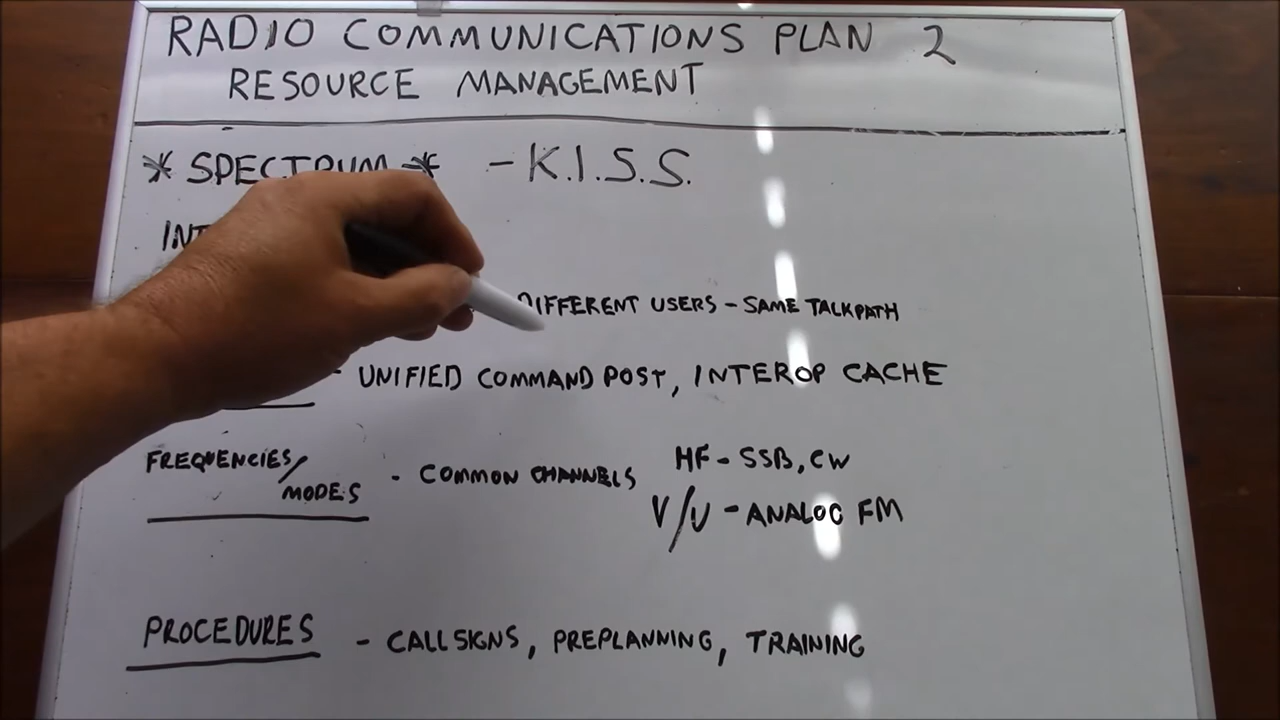 RADIO COMMUNICATIONS PLAN 2
RESOURCE MANAGEMENT
* SPECTRUM * - K.I.S.S.
DIFFERENT USERS - SAME TALKPATH
- UNIFIED COMMAND POST, INTEROP CACHE
FREQUENCIES/MODES - COMMON CHANNELS HF - SSB, CW
V/U - ANALOG FM
PROCEDURES - CALLSIGNS, PREPLANNING, TRAINING